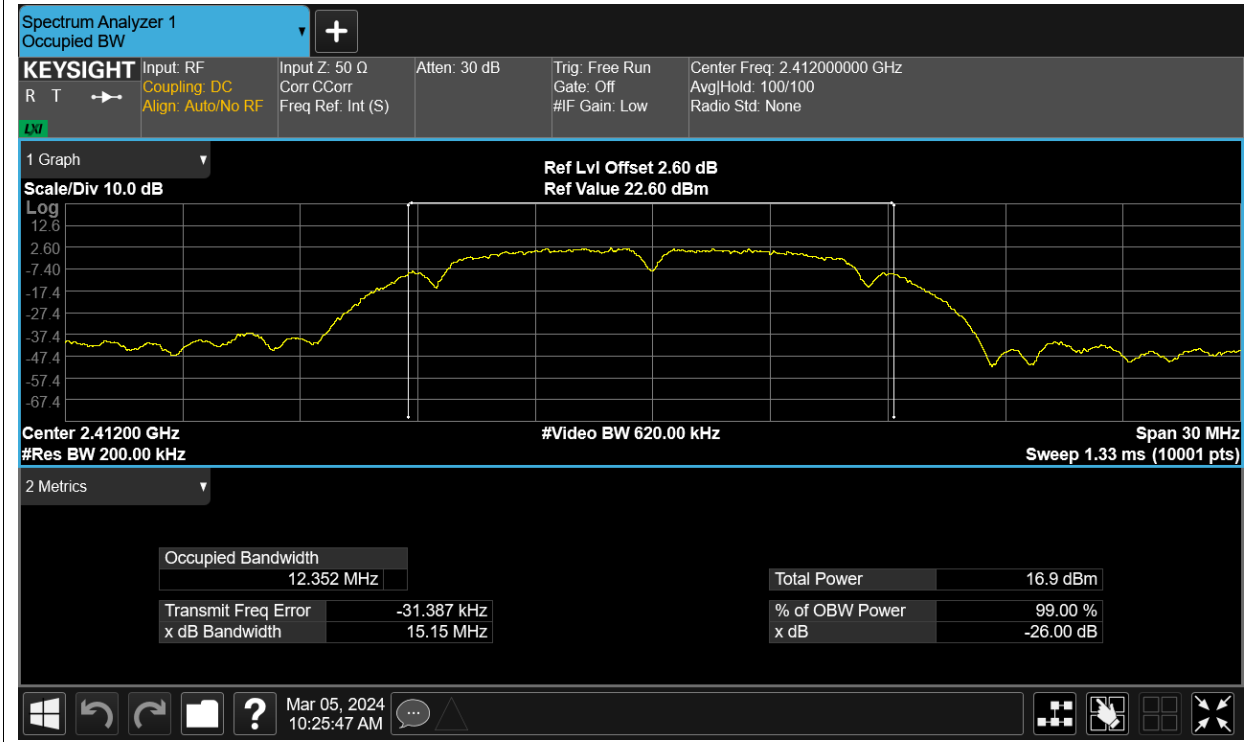 Spectrum Analyzer 1
Occupied BW
KEYSIGHT
R T
LXI
Input: RF
Coupling: DC
Align: Auto/No RF
Input Z: 50 Ω
Corr CCorr
Freq Ref: Int (S)
Atten: 30 dB
Trig: Free Run
Gate: Off
#IF Gain: Low
Center Freq: 2.412000000 GHz
Avg|Hold: 100/100
Radio Std: None
1 Graph
Scale/Div 10.0 dB
Ref Lvl Offset 2.60 dB
Ref Value 22.60 dBm
Log
12.6
2.60
-7.40
-17.4
-27.4
-37.4
-47.4
-57.4
-67.4
Center 2.41200 GHz
#Video BW 620.00 kHz
Span 30 MHz
#Res BW 200.00 kHz
Sweep 1.33 ms (10001 pts)
2 Metrics
Occupied Bandwidth
12.352 MHz
Total Power 16.9 dBm
Transmit Freq Error -31.387 kHz
% of OBW Power 99.00 %
x dB Bandwidth 15.15 MHz
x dB -26.00 dB
?
Mar 05, 2024
10:25:47 AM